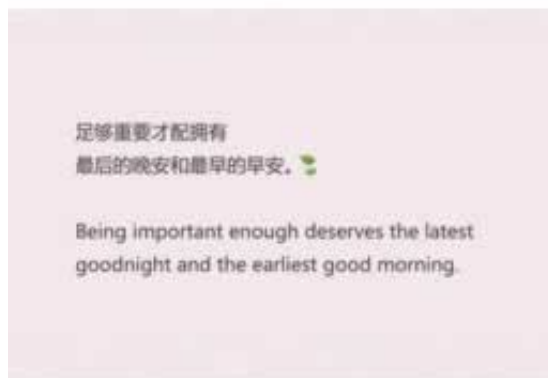 足够重要才配拥有
最后的晚安和最早的早安。🌿
Being important enough deserves the latest
goodnight and the earliest good morning.